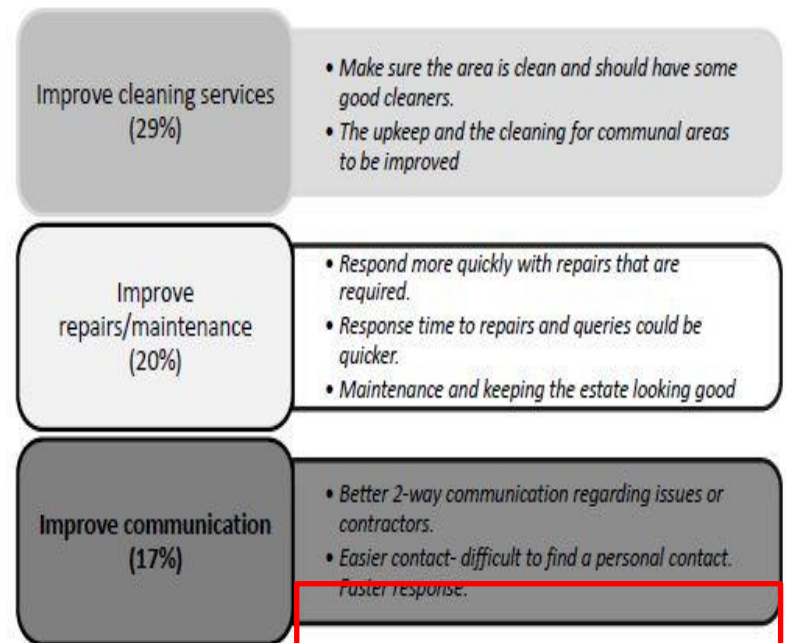 Improve cleaning services
(29%)
• Make sure the area is clean and should have some
good cleaners.
• The upkeep and the cleaning for communal areas
to be improved
Improve
repairs/maintenance
(20%)
• Respond more quickly with repairs that are
required.
• Response time to repairs and queries could be
quicker.
• Maintenance and keeping the estate looking good
Improve communication
(17%)
• Better 2-way communication regarding issues or
contractors.
• Easier contact- difficult to find a personal contact.
Faster response.